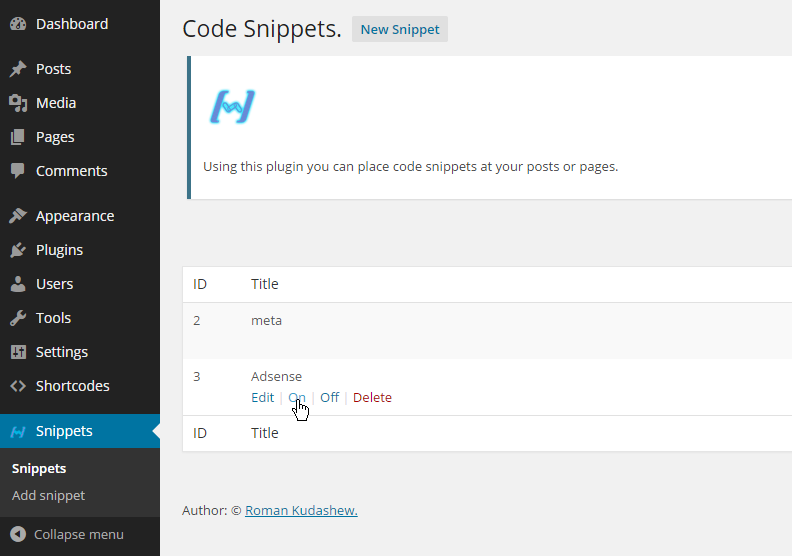 Dashboard
Posts
Media
Pages
Comments
Appearance
Plugins
Users
Tools
Settings
Shortcodes
Snippets
Snippets
Add snippet
Collapse menu
Code Snippets. New Snippet
Using this plugin you can place code snippets at your posts or pages.
ID Title
2 meta
3 Adsense
Edit | On | Off | Delete
ID Title
Author: © Roman Kudashew.